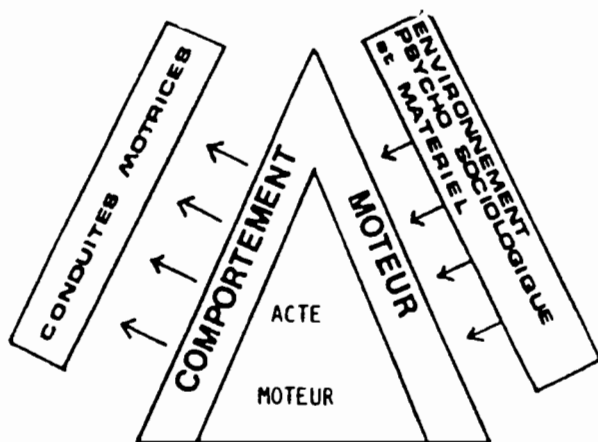 CONDUITES MOTRICES
COMPORTEMENT
MOTEUR
ENVIRONNEMENT
PSYCHO SOCIOLOGIQUE
et MATERIEL
ACTE
MOTEUR